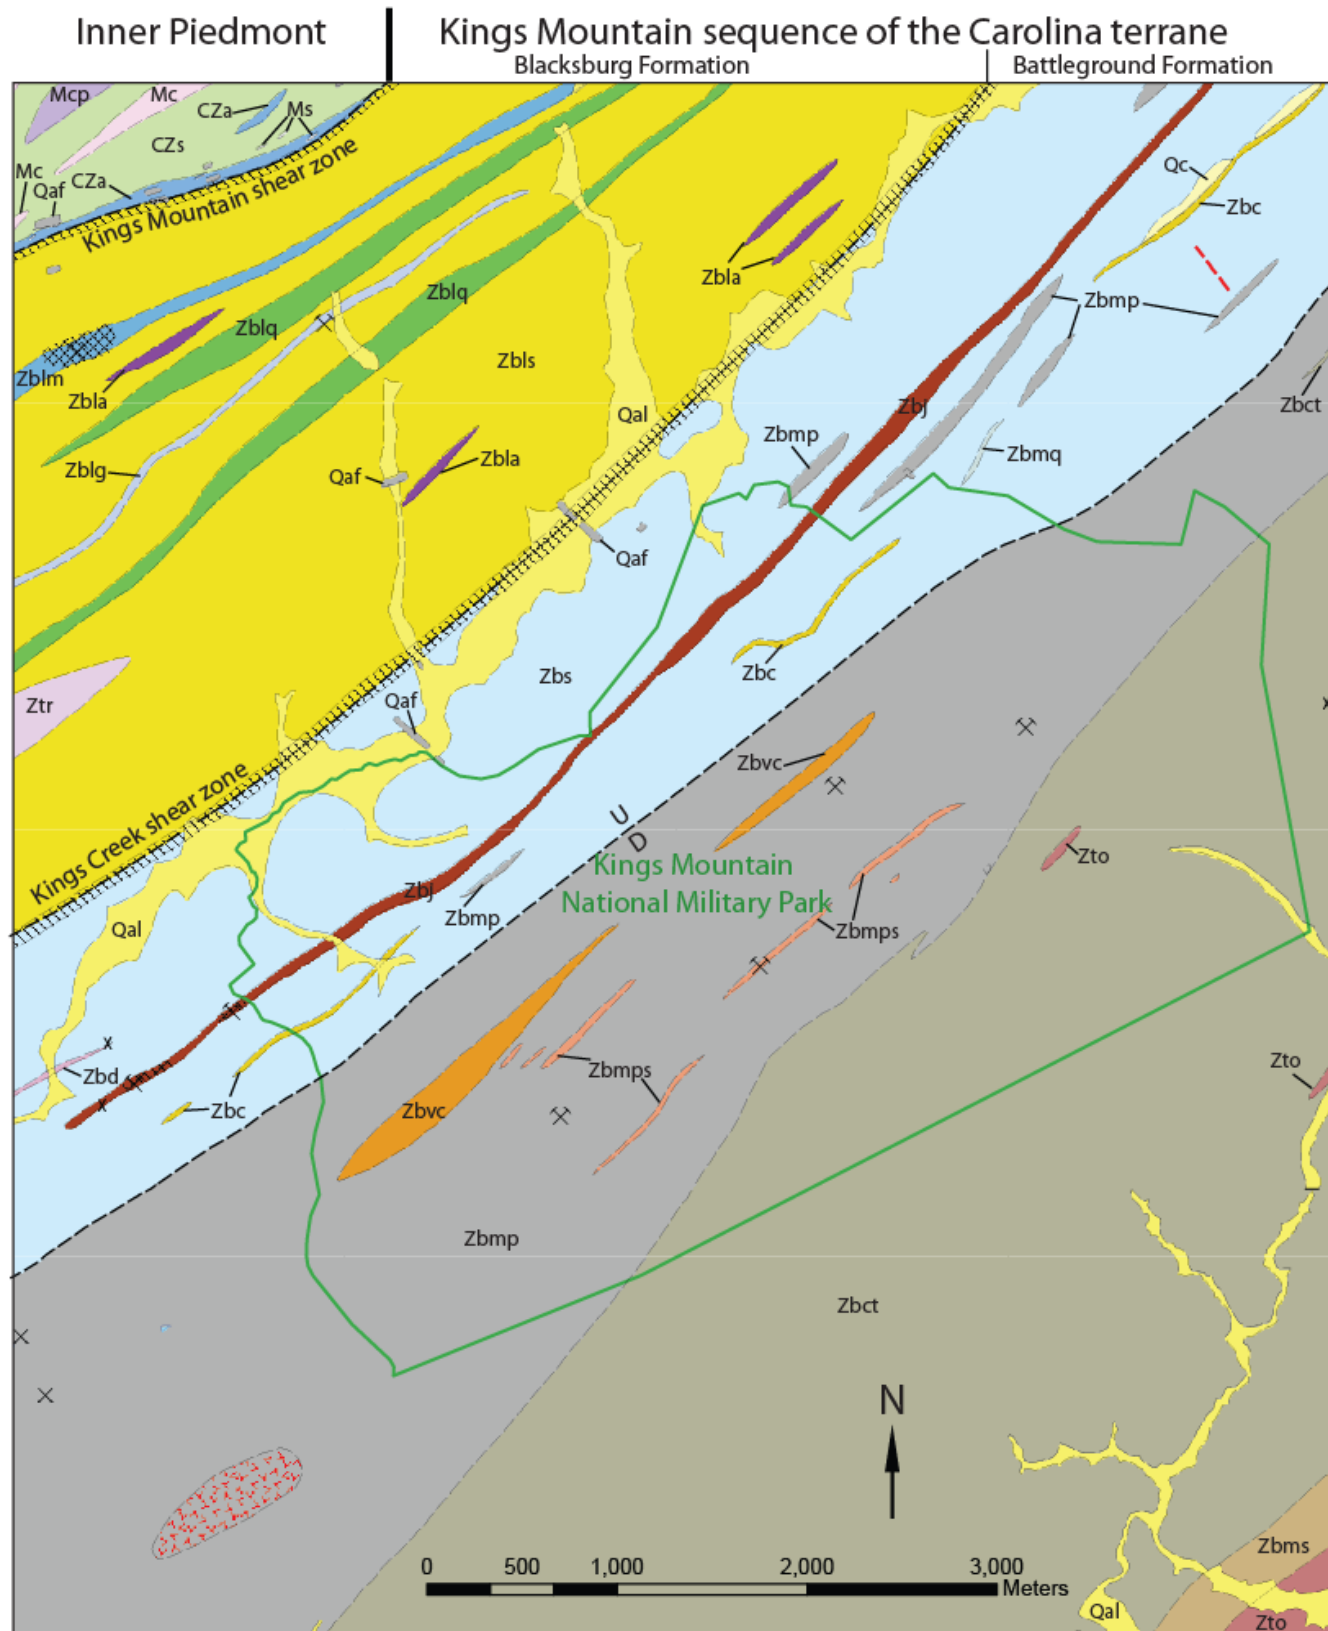 Inner Piedmont
Kings Mountain sequence of the Carolina terrane
Blacksburg Formation
Battleground Formation
Mcp
Mc
CZa
Ms
CZs
Mc
Qaf
CZa
Kings Mountain shear zone
Qc
Zbc
Zbla
Zblq
Zbmp
Zblq
Zbls
Zblm
Zbla
Qal
Zbj
Zbct
Zbmp
Zblg
Qaf
Zbla
Zbmq
Qaf
Zbs
Zbc
Ztr
Qaf
Zbvc
Kings Creek shear zone
U
D
Kings Mountain
National Military Park
Zto
Zbj
Zbmp
Qal
Zbmps
x
Zbd
x
Zbc
Zbmps
Zto
Zbvc
Zbmp
Zbct
N
0
500
1,000
2,000
3,000
Meters
Zbms
Qal
Zto